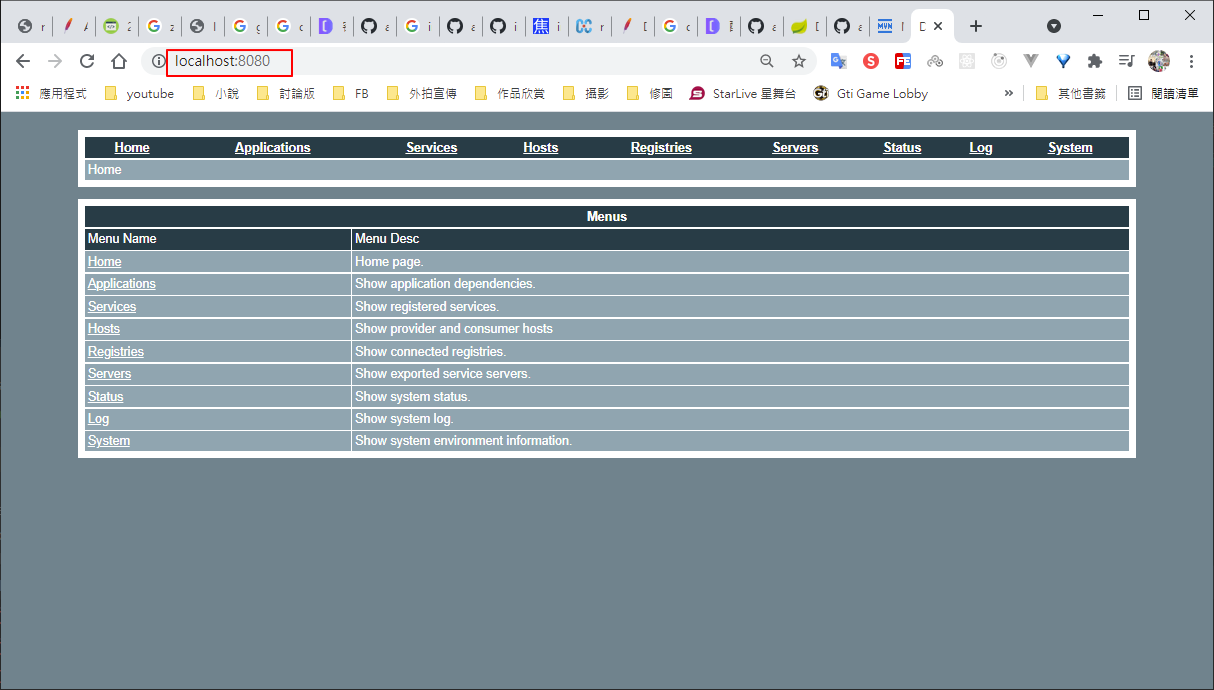 localhost:8080
應用程式 youtube 小說 討論版 FB 外拍宣傳 作品欣賞 攝影 修圖 StarLive 星舞台 Gti Game Lobby » 其他書籤 閱讀清單
Home Applications Services Hosts Registries Servers Status Log System
Home
Menus
Menu Name Menu Desc
Home Home page.
Applications Show application dependencies.
Services Show registered services.
Hosts Show provider and consumer hosts
Registries Show connected registries.
Servers Show exported service servers.
Status Show system status.
Log Show system log.
System Show system environment information.